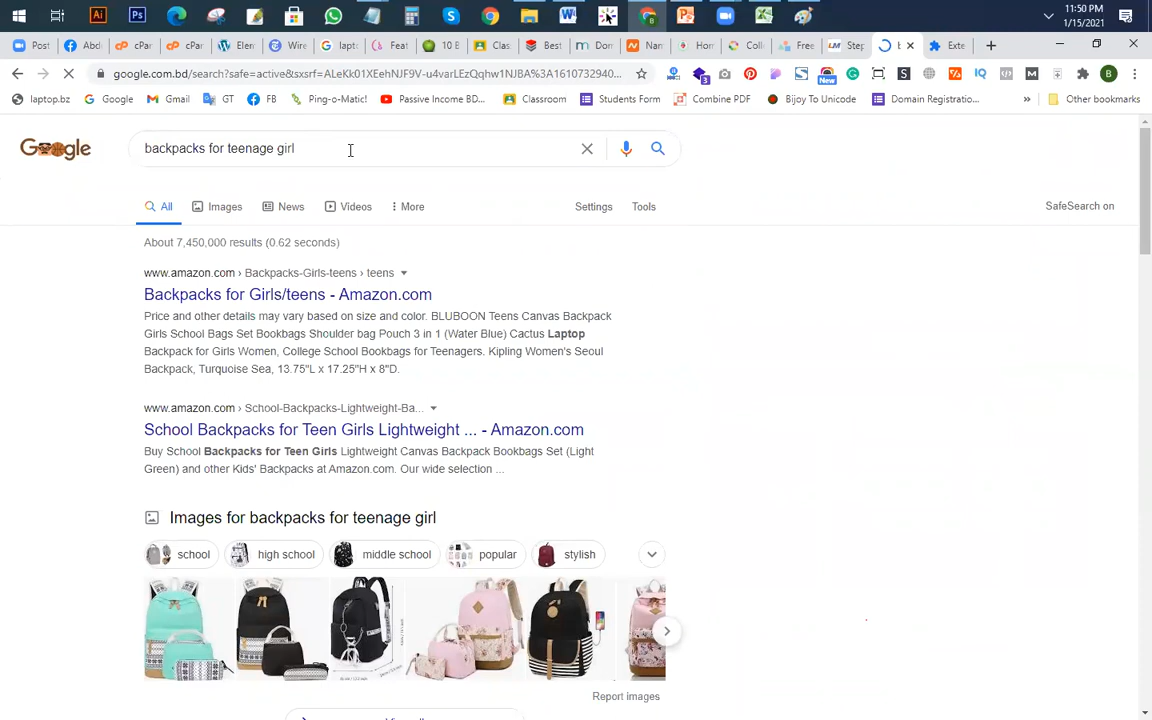 11:50 PM
1/15/2021
Post
Abdi
cPar
cPar
Elen
Wire
lapto
Feat
10 B
Clas
Best
Don
Nan
Hon
Coll
Free
Step
b
Exte
google.com.bd/search?safe=active&sxsrf=ALeKk01XEehNJF9V-u4varLEzQqhw1NJBA%3A1610732940...
laptop.bz
Google
Gmail
GT
FB
Ping-o-Matic!
Passive Income BD...
Classroom
Students Form
Combine PDF
Bijoy To Unicode
Domain Registratio...
»
Other bookmarks
Google
backpacks for teenage girl
All
Images
News
Videos
More
Settings
Tools
SafeSearch on
About 7,450,000 results (0.62 seconds)
www.amazon.com › Backpacks-Girls-teens › teens
Backpacks for Girls/teens - Amazon.com
Price and other details may vary based on size and color. BLUBOON Teens Canvas Backpack
Girls School Bags Set Bookbags Shoulder bag Pouch 3 in 1 (Water Blue) Cactus Laptop
Backpack for Girls Women, College School Bookbags for Teenagers. Kipling Women's Seoul
Backpack, Turquoise Sea, 13.75"L x 17.25"H x 8"D.
www.amazon.com › School-Backpacks-Lightweight-Ba...
School Backpacks for Teen Girls Lightweight ... - Amazon.com
Buy School Backpacks for Teen Girls Lightweight Canvas Backpack Bookbags Set (Light
Green) and other Kids' Backpacks at Amazon.com. Our wide selection ...
Images for backpacks for teenage girl
school
high school
middle school
popular
stylish
Report images